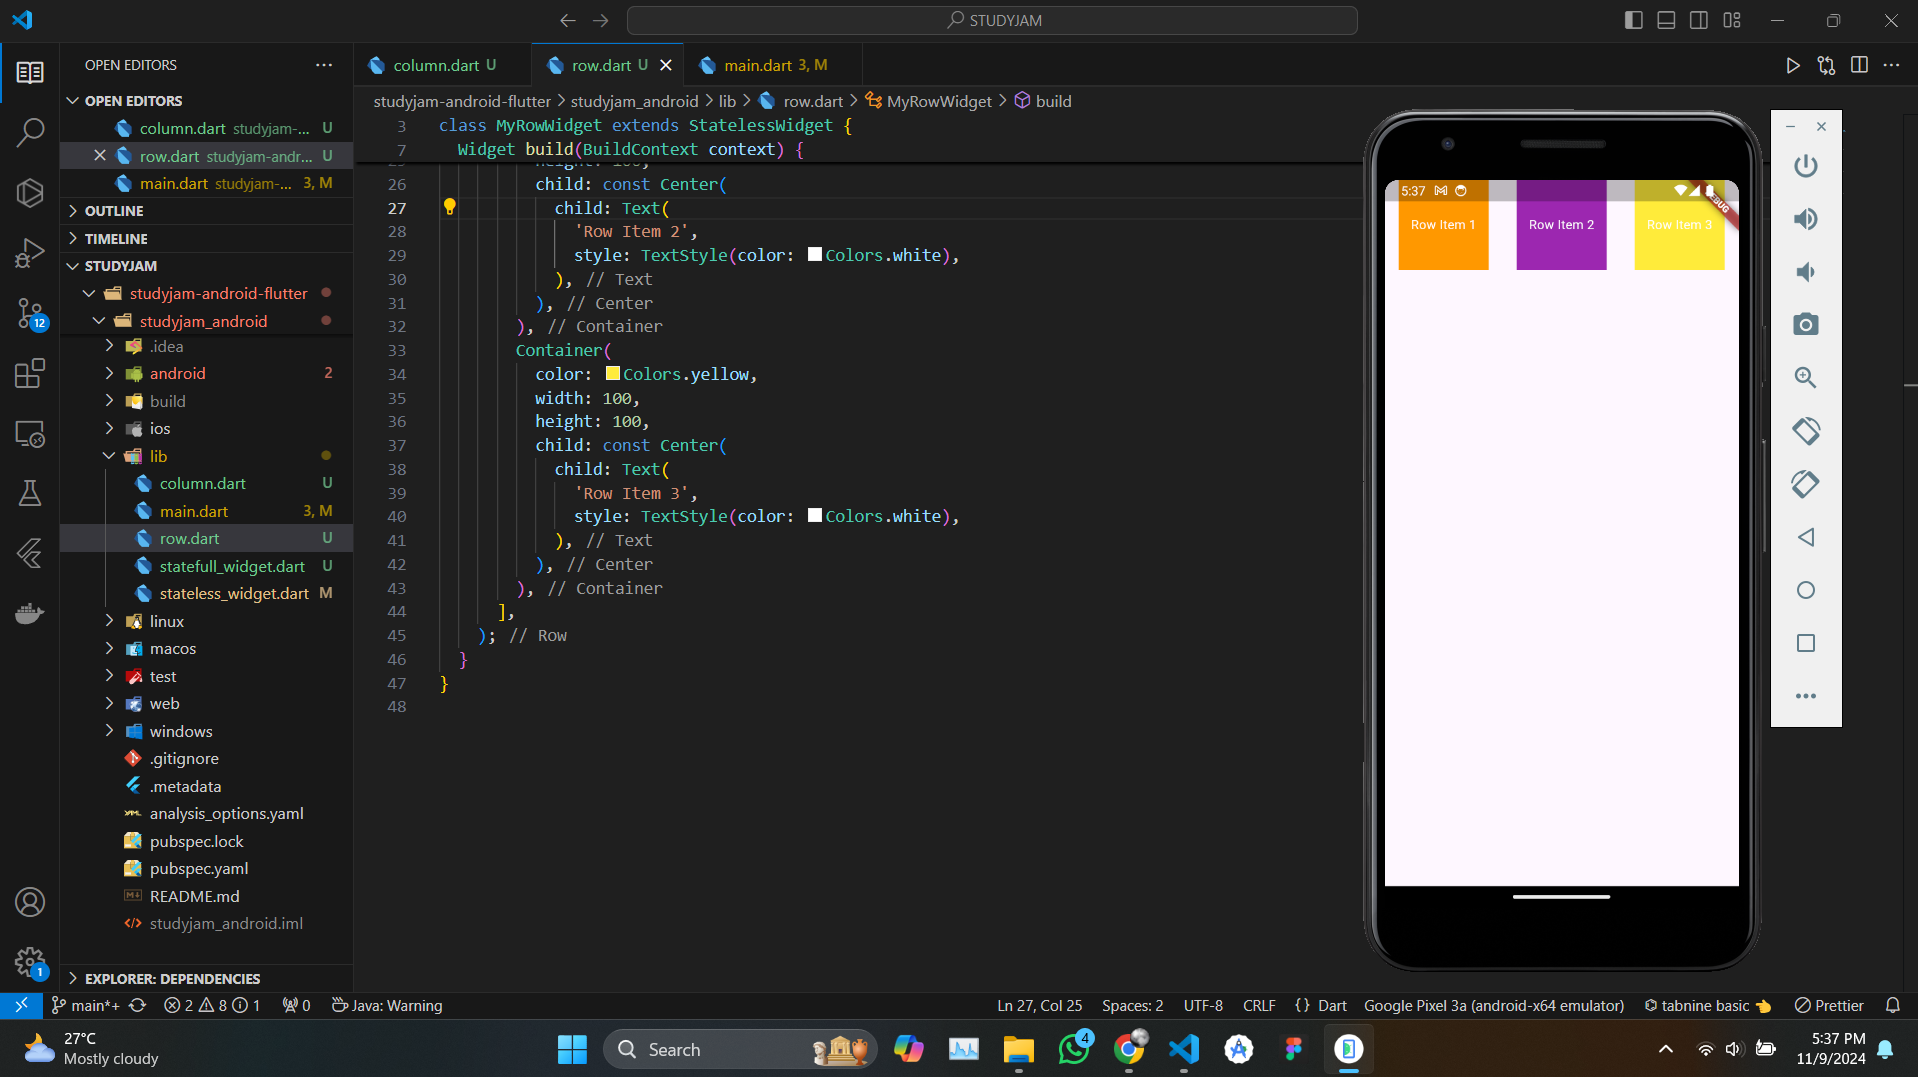 STUDYJAM
OPEN EDITORS
OPEN EDITORS
column.dart studyjam-... U
row.dart studyjam-andr... U
main.dart studyjam-... 3, M
OUTLINE
TIMELINE
STUDYJAM
studyjam-android-flutter
studyjam_android
.idea
android 2
build
ios
lib
column.dart U
main.dart 3, M
row.dart U
statefull_widget.dart U
stateless_widget.dart M
linux
macos
test
web
windows
.gitignore
.metadata
analysis_options.yaml
pubspec.lock
pubspec.yaml
README.md
studyjam_android.iml
EXPLORER: DEPENDENCIES
12
1
column.dart U
row.dart U
main.dart 3, M
studyjam-android-flutter > studyjam_android > lib > row.dart > MyRowWidget > build
3 class MyRowWidget extends StatelessWidget {
7 Widget build(BuildContext context) {
26 child: const Center(
27 child: Text(
28 'Row Item 2',
29 style: TextStyle(color: Colors.white),
30 ), // Text
31 ), // Center
32 ), // Container
33 Container(
34 color: Colors.yellow,
35 width: 100,
36 height: 100,
37 child: const Center(
38 child: Text(
39 'Row Item 3',
40 style: TextStyle(color: Colors.white),
41 ), // Text
42 ), // Center
43 ), // Container
44 ],
45 ); // Row
46 }
47 }
48
5:37
Row Item 1
Row Item 2
Row Item 3
main*+ 2 8 1 0 Java: Warning
Ln 27, Col 25 Spaces: 2 UTF-8 CRLF {} Dart Google Pixel 3a (android-x64 emulator) tabnine basic Prettier
27°C
Mostly cloudy
Search
4
5:37 PM
11/9/2024